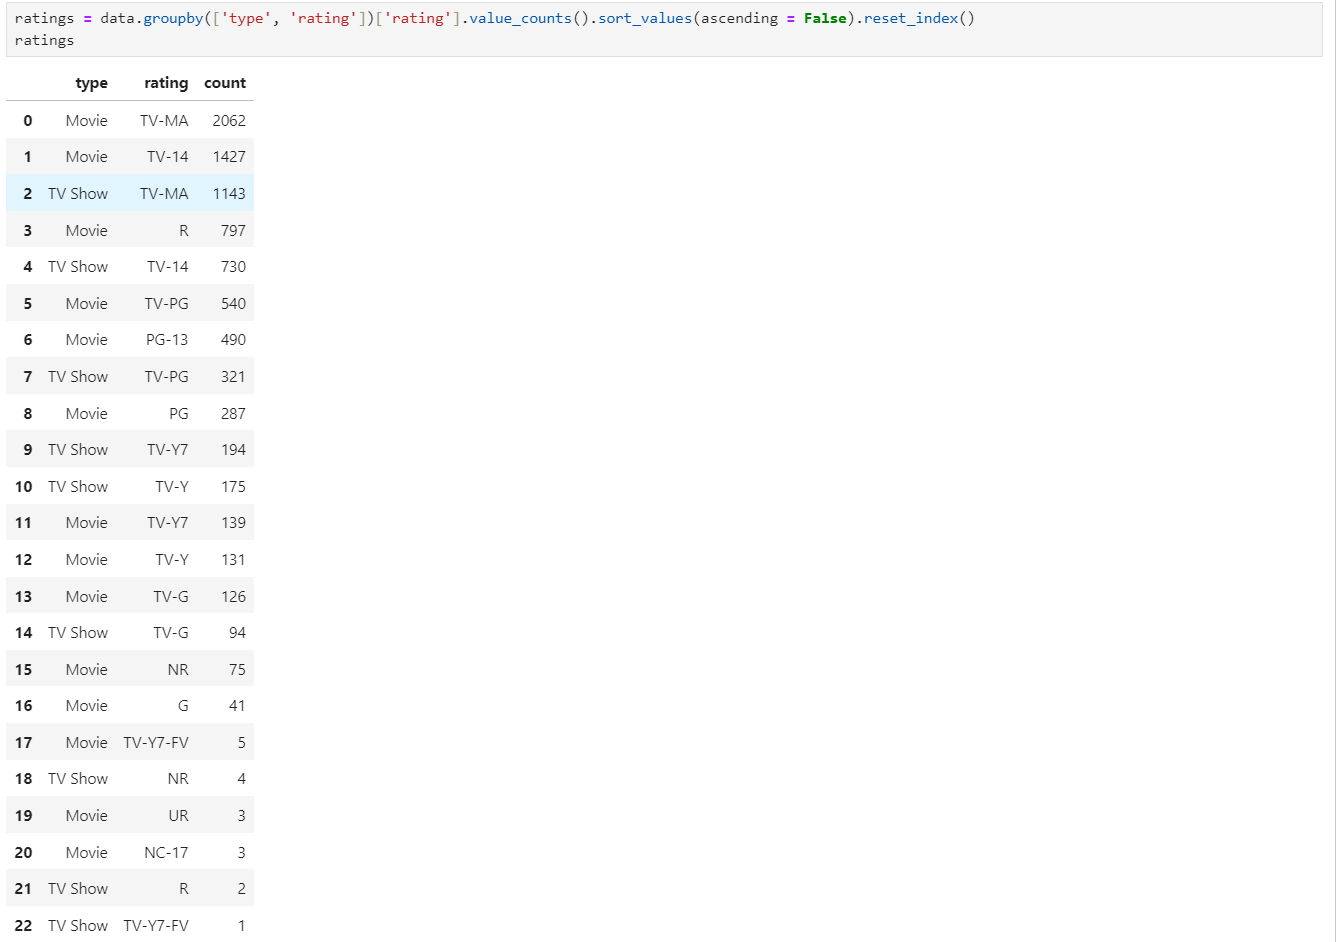 ratings = data.groupby(['type', 'rating'])['rating'].value_counts().sort_values(ascending = False).reset_index()
ratings
type rating count
0 Movie TV-MA 2062
1 Movie TV-14 1427
2 TV Show TV-MA 1143
3 Movie R 797
4 TV Show TV-14 730
5 Movie TV-PG 540
6 Movie PG-13 490
7 TV Show TV-PG 321
8 Movie PG 287
9 TV Show TV-Y7 194
10 TV Show TV-Y 175
11 Movie TV-Y7 139
12 Movie TV-Y 131
13 Movie TV-G 126
14 TV Show TV-G 94
15 Movie NR 75
16 Movie G 41
17 Movie TV-Y7-FV 5
18 TV Show NR 4
19 Movie UR 3
20 Movie NC-17 3
21 TV Show R 2
22 TV Show TV-Y7-FV 1